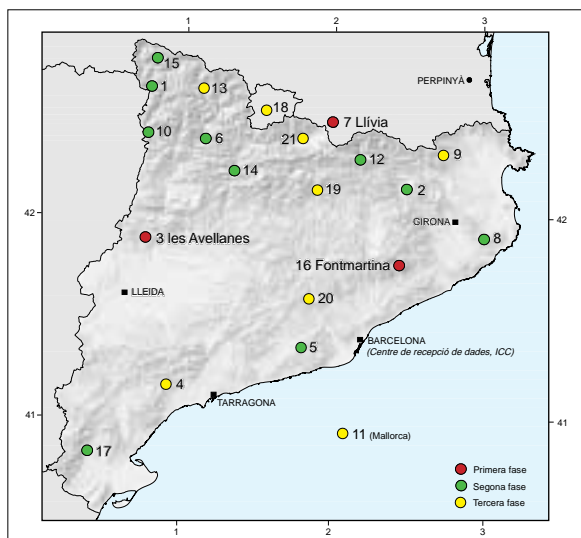 1
2
3
15
PERPINYÀ
1
13
18
7 Llívia
10
6
21
12
9
14
19
2
42
42
GIRONA
3 les Avellanes
8
16 Fontmartina
LLEIDA
20
BARCELONA
5
(Centre de recepció de dades, ICC)
4
TARRAGONA
41
41
11 (Mallorca)
17
Primera fase
Segona fase
Tercera fase
1
2
3